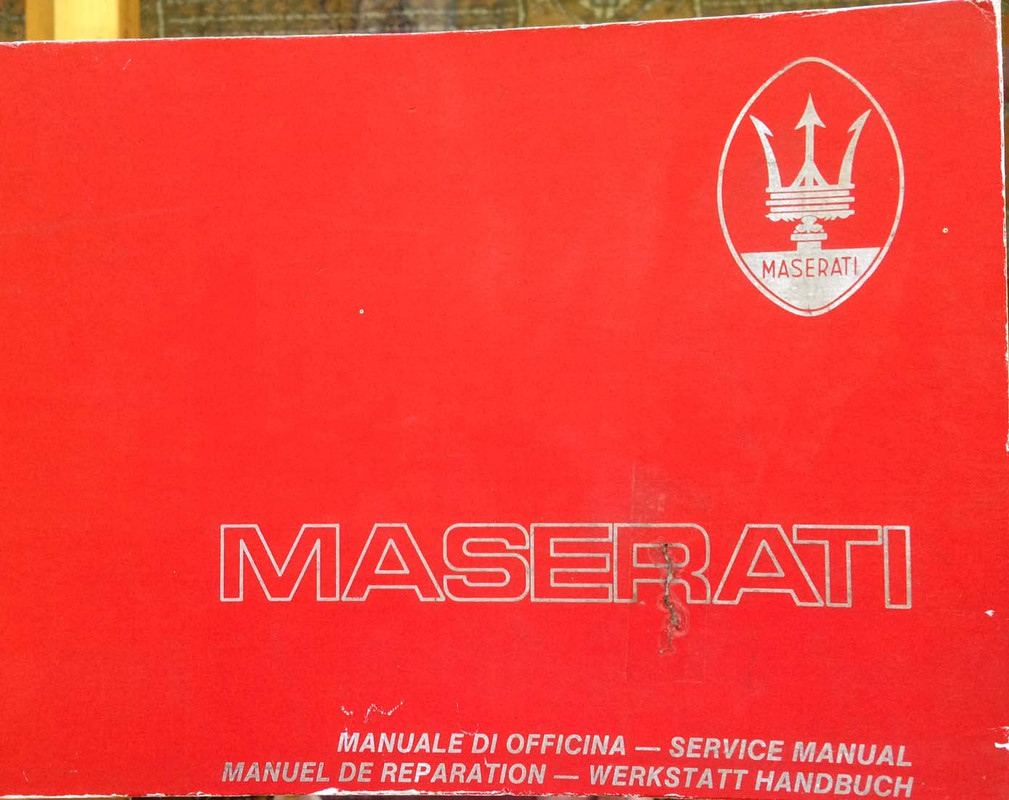 MASERATI
MASERATI
MANUALE DI OFFICINA — SERVICE MANUAL
MANUEL DE REPARATION — WERKSTATT HANDBUCH